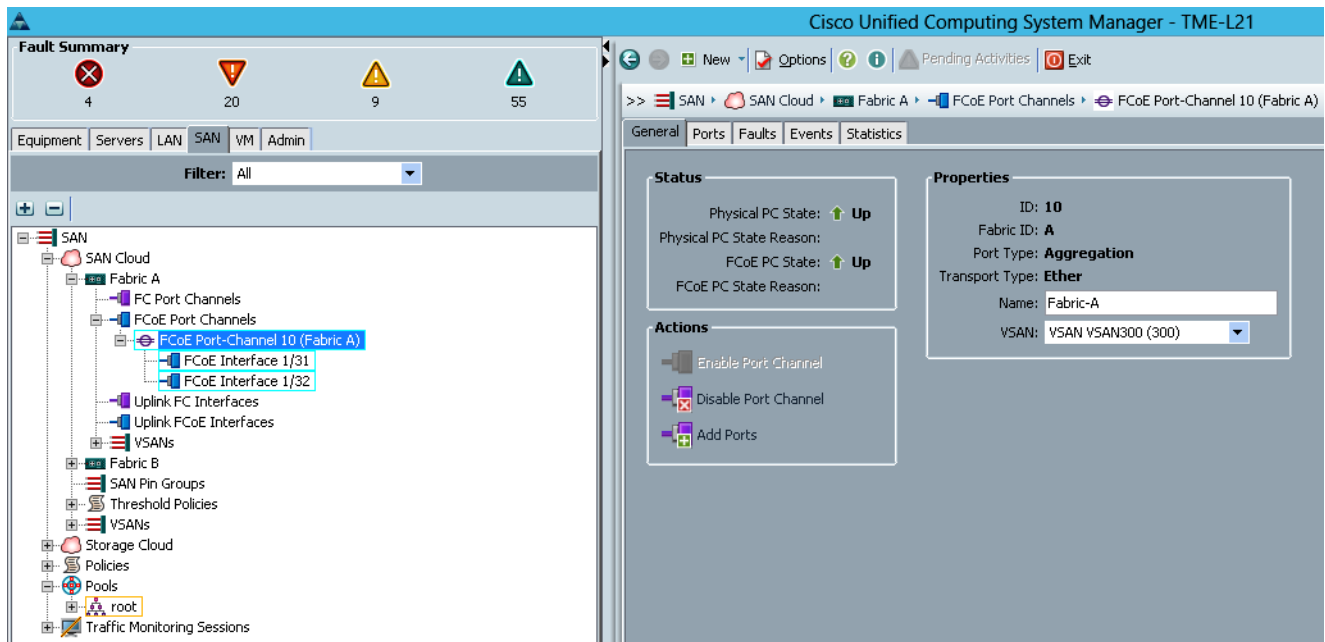 Cisco Unified Computing System Manager - TME-L21
Fault Summary
4 20 9 55
New Options ? i Pending Activities Exit
>> SAN SAN Cloud Fabric A FCoE Port Channels FCoE Port-Channel 10 (Fabric A)
Equipment Servers LAN SAN VM Admin
Filter: All
SAN
SAN Cloud
Fabric A
FC Port Channels
FCoE Port Channels
FCoE Port-Channel 10 (Fabric A)
FCoE Interface 1/31
FCoE Interface 1/32
Uplink FC Interfaces
Uplink FCoE Interfaces
VSANs
Fabric B
SAN Pin Groups
Threshold Policies
VSANs
Storage Cloud
Policies
Pools
root
Traffic Monitoring Sessions
General Ports Faults Events Statistics
Status
Physical PC State: Up
Physical PC State Reason:
FCoE PC State: Up
FCoE PC State Reason:
Actions
Enable Port Channel
Disable Port Channel
Add Ports
Properties
ID: 10
Fabric ID: A
Port Type: Aggregation
Transport Type: Ether
Name: Fabric-A
VSAN: VSAN VSAN300 (300)